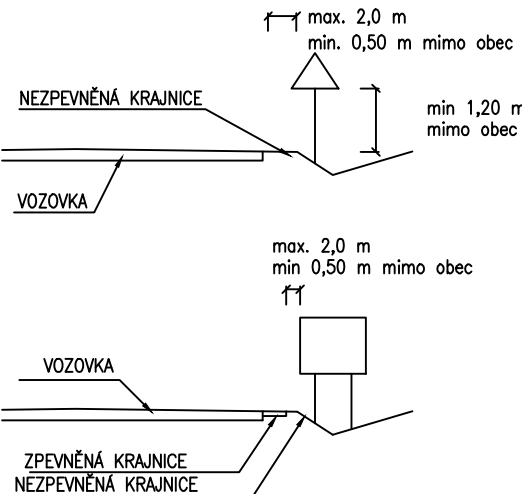 max. 2,0 m
min. 0,50 m mimo obec
NEZPEVNĚNÁ KRAJNICE
min 1,20 m
mimo obec
VOZOVKA
max. 2,0 m
min 0,50 m mimo obec
VOZOVKA
ZPEVNĚNÁ KRAJNICE
NEZPEVNĚNÁ KRAJNICE